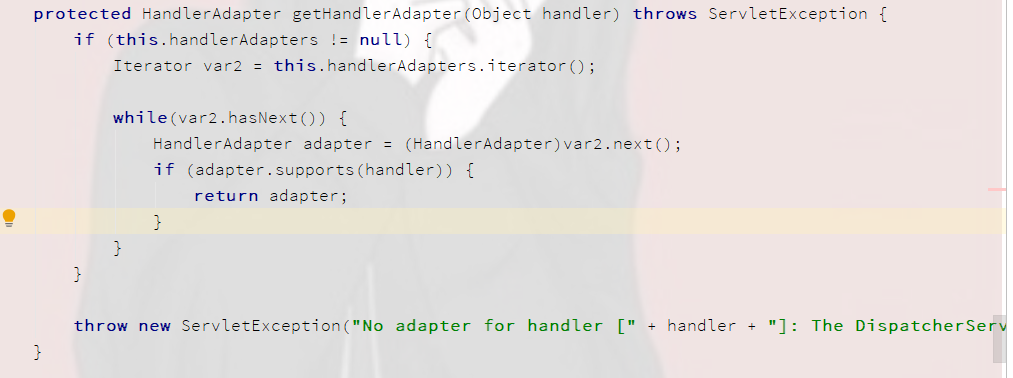 protected HandlerAdapter getHandlerAdapter(Object handler) throws ServletException {
if (this.handlerAdapters != null) {
Iterator var2 = this.handlerAdapters.iterator();
while(var2.hasNext()) {
HandlerAdapter adapter = (HandlerAdapter)var2.next();
if (adapter.supports(handler)) {
return adapter;
}
}
}
throw new ServletException("No adapter for handler [" + handler + "]: The DispatcherServ
}